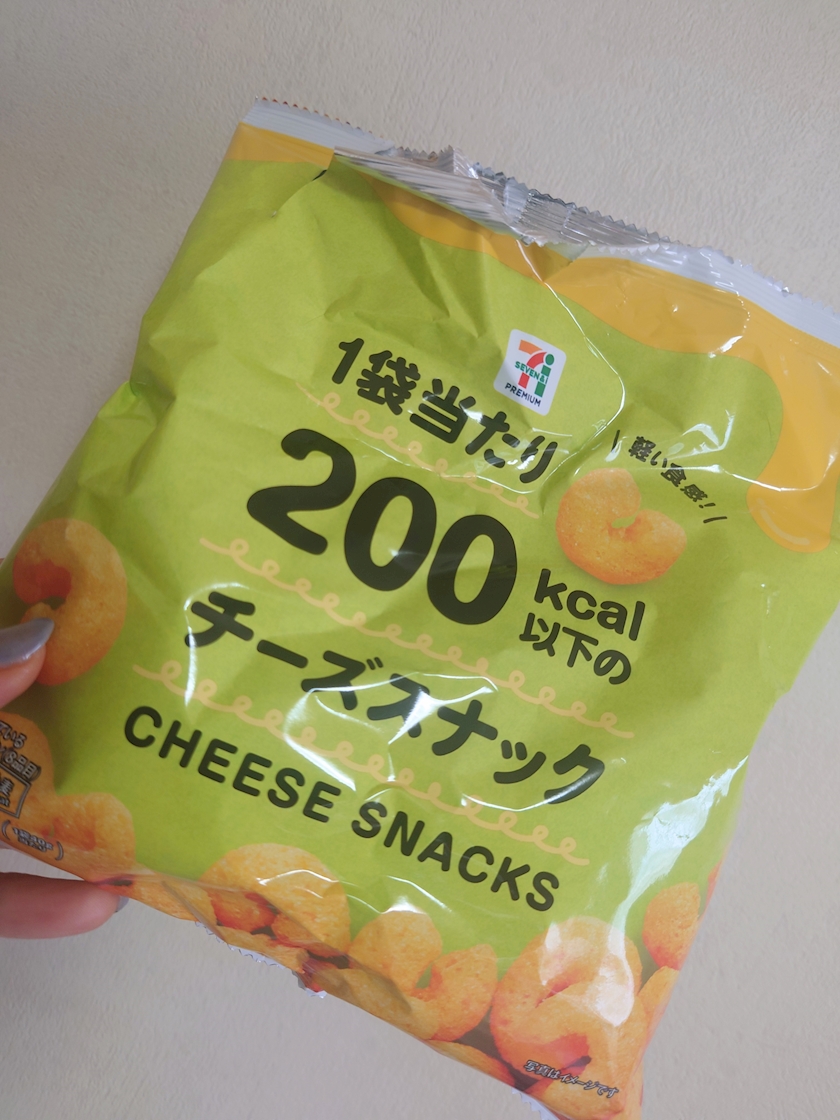 7i
SEVEN&i
PREMIUM
1袋当たり
軽い食感!
200
kcal
以下の
チーズスナック
CHEESE SNACKS
写真はイメージです